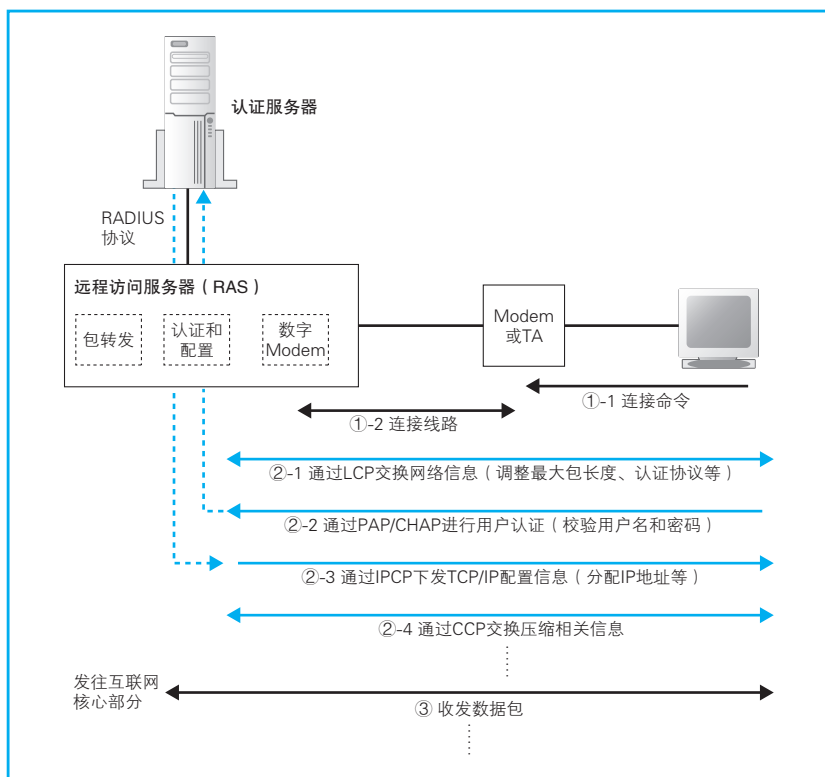 认证服务器
RADIUS
协议
远程访问服务器（RAS）
包转发
认证和
配置
数字
Modem
Modem
或TA
①-1 连接命令
①-2 连接线路
②-1 通过LCP交换网络信息（调整最大包长度、认证协议等）
②-2 通过PAP/CHAP进行用户认证（校验用户名和密码）
②-3 通过IPCP下发TCP/IP配置信息（分配IP地址等）
②-4 通过CCP交换压缩相关信息
发往互联网
核心部分
③ 收发数据包